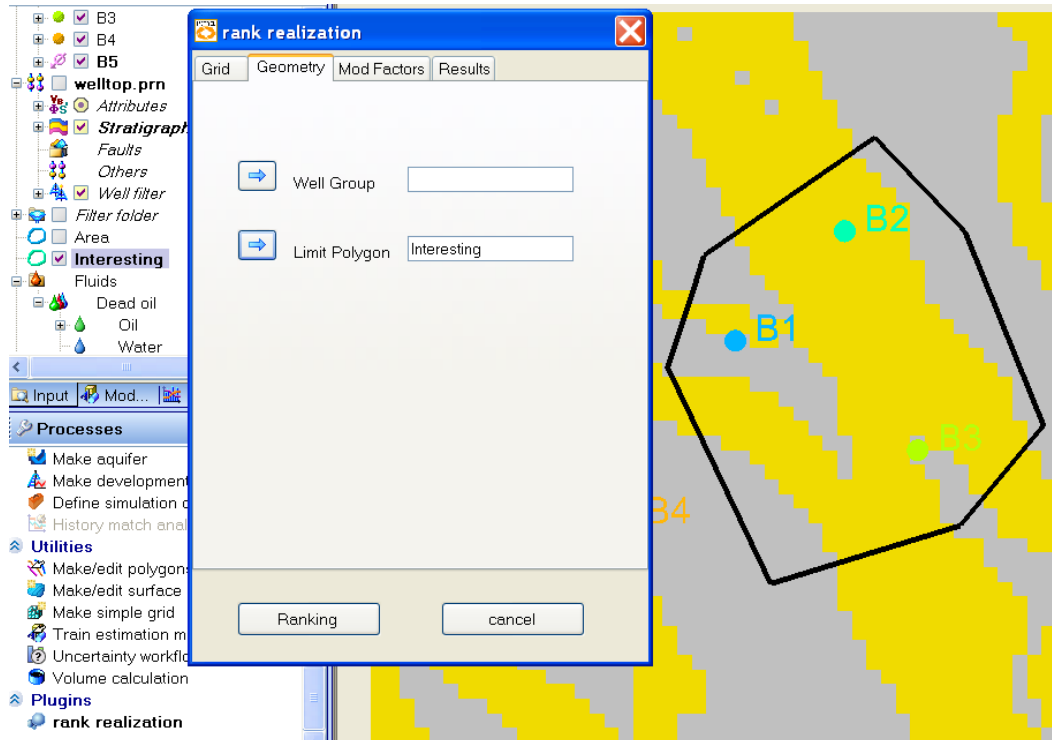 B3
B4
B5
welltop.prn
Attributes
Stratigraph
Faults
Others
Well filter
Filter folder
Area
Interesting
Fluids
Dead oil
Oil
Water
Input
Mod...
Processes
Make aquifer
Make development
Define simulation c
History match anal
Utilities
Make/edit polygon
Make/edit surface
Make simple grid
Train estimation m
Uncertainty workflo
Volume calculation
Plugins
rank realization
rank realization
Grid Geometry Mod Factors Results
Well Group
Limit Polygon Interesting
Ranking cancel
B2
B1
B3
B4